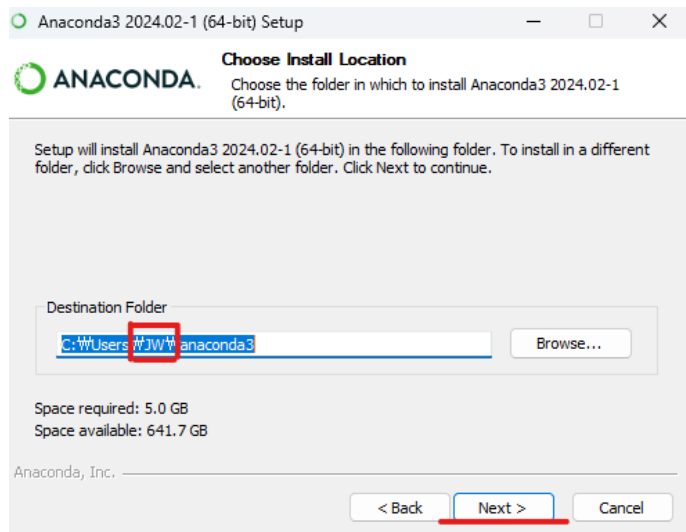 Anaconda3 2024.02-1 (64-bit) Setup
ANACONDA.
Choose Install Location
Choose the folder in which to install Anaconda3 2024.02-1
(64-bit).
Setup will install Anaconda3 2024.02-1 (64-bit) in the following folder. To install in a different
folder, click Browse and select another folder. Click Next to continue.
Destination Folder
C:₩Users₩JW₩anaconda3
Browse...
Space required: 5.0 GB
Space available: 641.7 GB
Anaconda, Inc.
< Back Next > Cancel